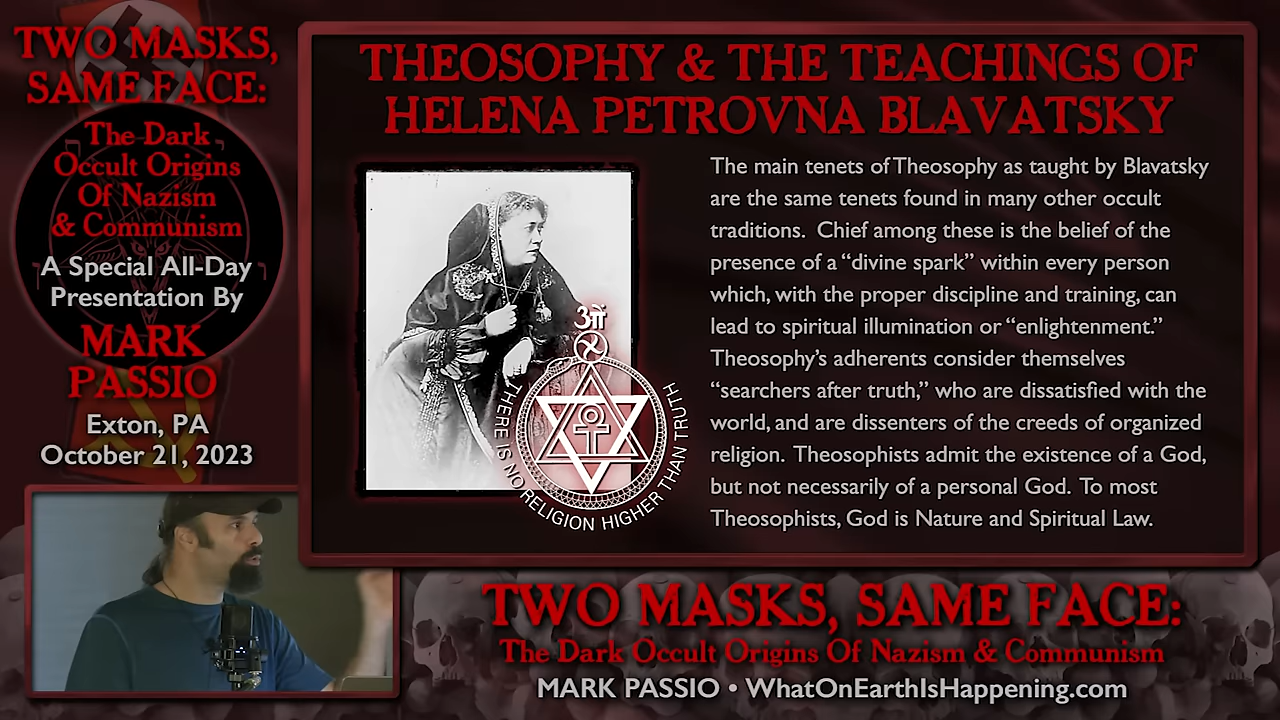 TWO MASKS,
SAME FACE:
The Dark
Occult Origins
Of Nazism
& Communism
A Special All-Day
Presentation By
MARK
PASSIO
Exton, PA
October 21, 2023
THEOSOPHY & THE TEACHINGS OF
HELENA PETROVNA BLAVATSKY
The main tenets of Theosophy as taught by Blavatsky
are the same tenets found in many other occult
traditions. Chief among these is the belief of the
presence of a “divine spark” within every person
which, with the proper discipline and training, can
lead to spiritual illumination or “enlightenment.”
Theosophy’s adherents consider themselves
“searchers after truth,” who are dissatisfied with the
world, and are dissenters of the creeds of organized
religion. Theosophists admit the existence of a God,
but not necessarily of a personal God. To most
Theosophists, God is Nature and Spiritual Law.
ॐ
THERE IS NO RELIGION HIGHER THAN TRUTH
TWO MASKS, SAME FACE:
The Dark Occult Origins Of Nazism & Communism
MARK PASSIO • WhatOnEarthIsHappening.com